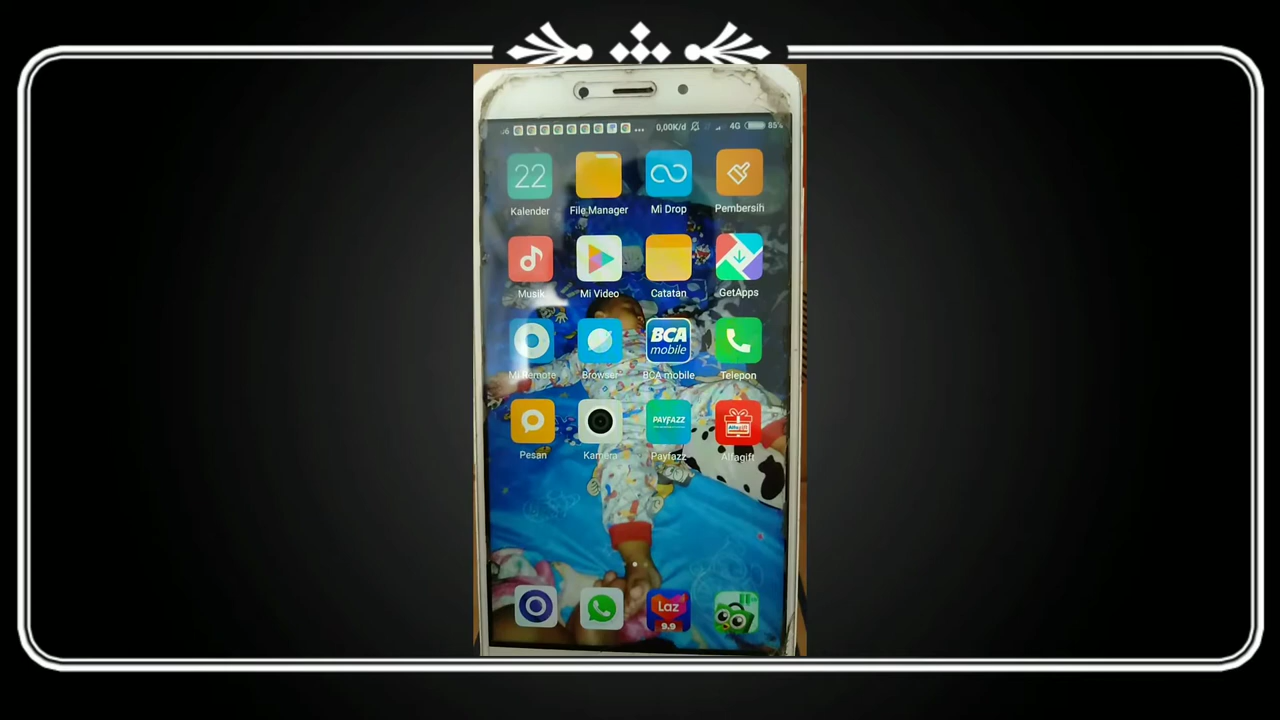 0,00K/d 4G 85%
22
Kalender File Manager Mi Drop Pembersih
Musik Mi Video Catatan GetApps
BCA
mobile
Mi Remote Browser BCA mobile Telepon
PAYFAZZ Alfagift
Pesan Kamera Payfazz Alfagift
Laz
9.9